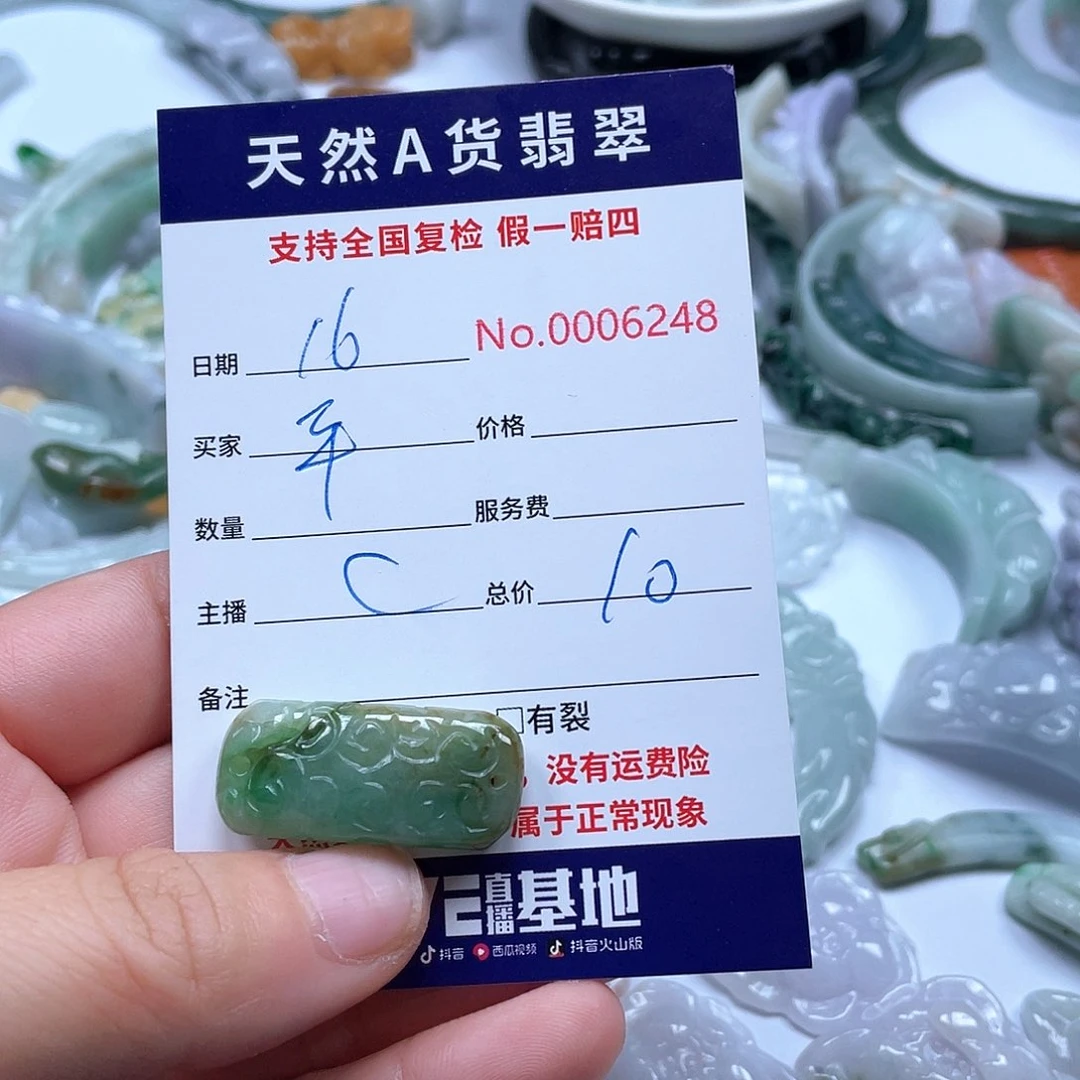 天然A货翡翠
支持全国复检 假一赔四
日期 16 No.0006248
买家 价格
数量 服务费
主播 C 总价 10
备注
□有裂
，没有运费险
属于正常现象
直播基地
抖音 西瓜视频 抖音火山版